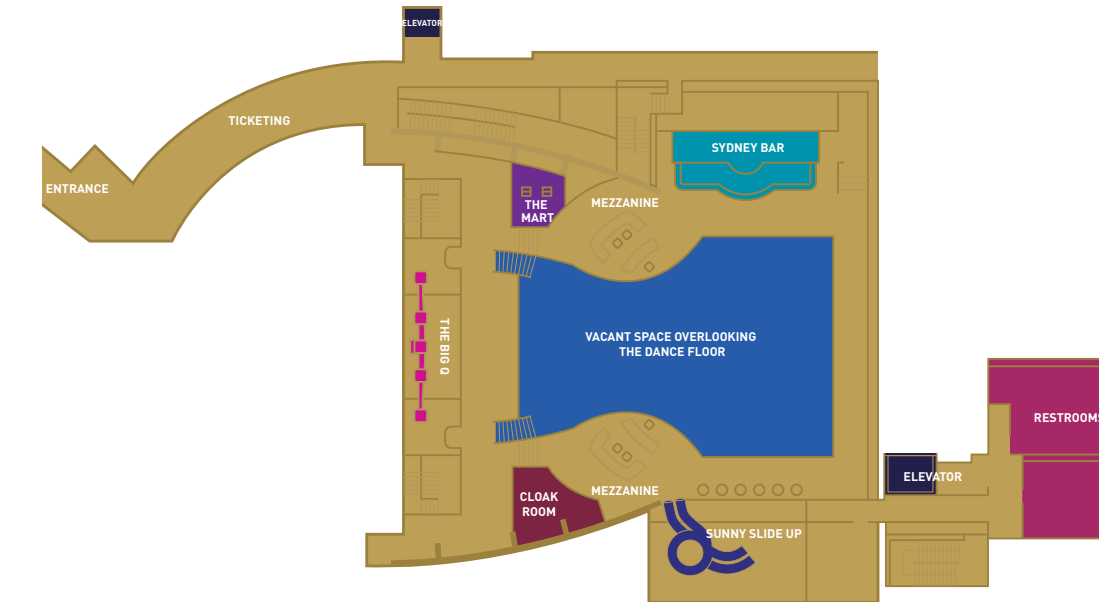 ELEVATOR
TICKETING
SYDNEY BAR
ENTRANCE
THE
MART
MEZZANINE
THE BIG Q
VACANT SPACE OVERLOOKING
THE DANCE FLOOR
RESTROOMS
ELEVATOR
MEZZANINE
CLOAK
ROOM
SUNNY SLIDE UP